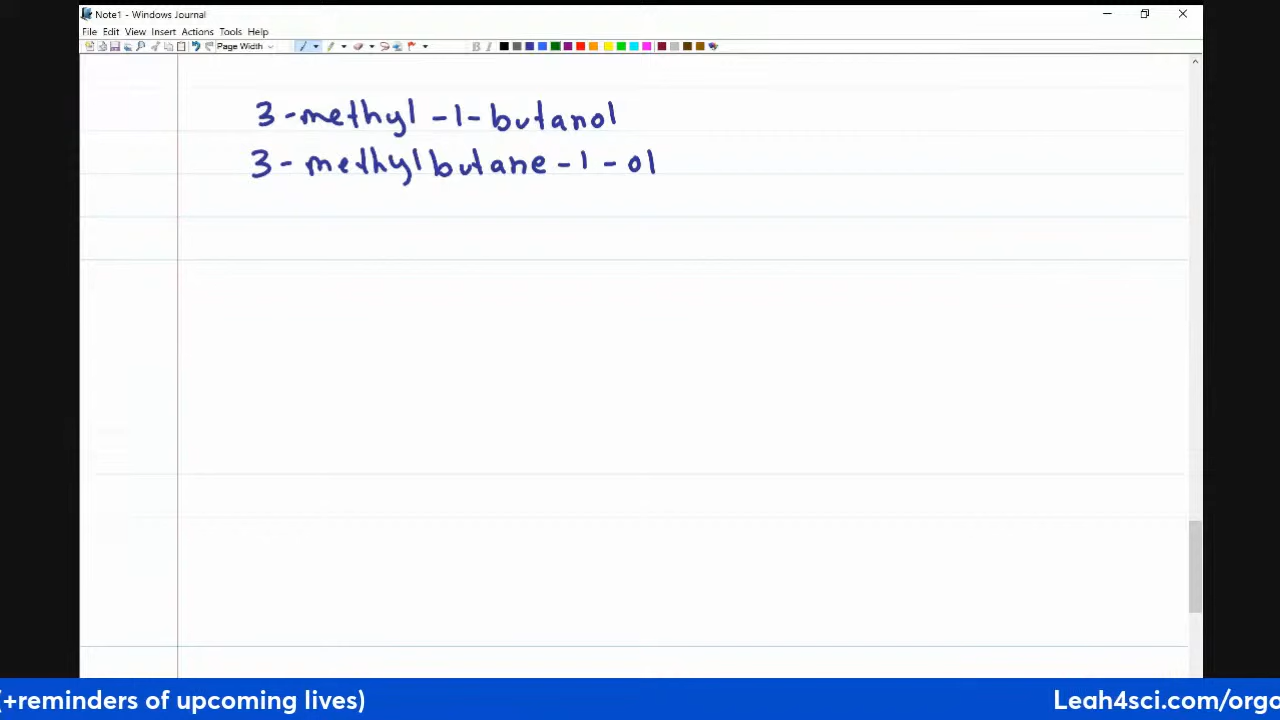 Note1 - Windows Journal
File Edit View Insert Actions Tools Help
Page Width
B I
3-methyl-1-butanol
3-methylbutane-1-ol
(+reminders of upcoming lives) Leah4sci.com/orgo